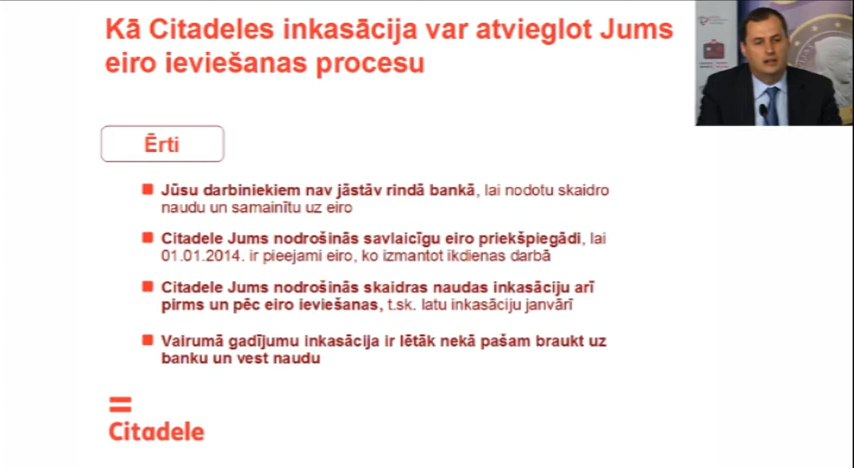 Kā Citadeles inkasācija var atvieglot Jums
eiro ieviešanas procesu
Ērti
Jūsu darbiniekiem nav jāstāv rindā bankā, lai nodotu skaidro
naudu un samainītu uz eiro
Citadele Jums nodrošinās savlaicīgu eiro priekšpiegādi, lai
01.01.2014. ir pieejami eiro, ko izmantot ikdienas darbā
Citadele Jums nodrošinās skaidras naudas inkasāciju arī
pirms un pēc eiro ieviešanas, t.sk. latu inkasāciju janvārī
Vairumā gadījumu inkasācija ir lētāk nekā pašam braukt uz
banku un vest naudu
Citadele